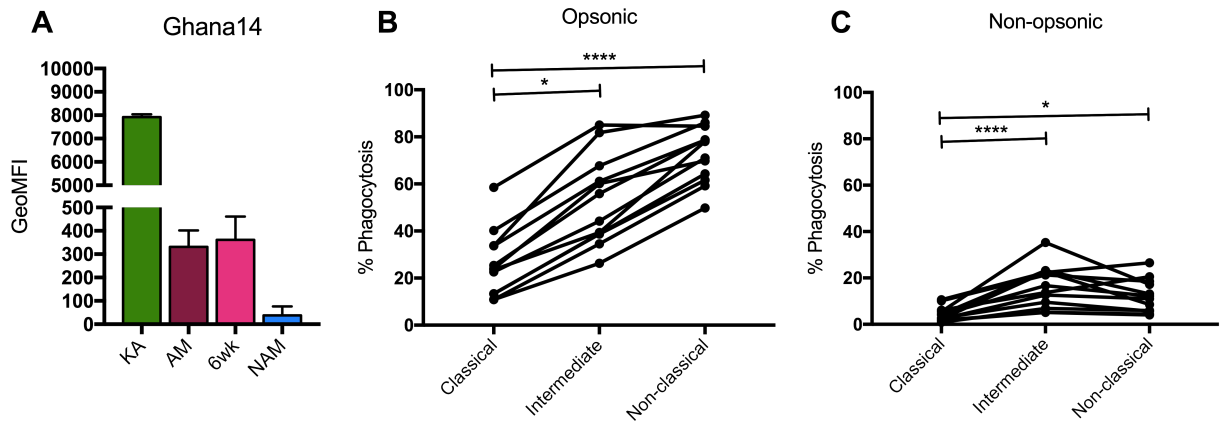 A
Ghana14
GeoMFI
10000
9000
8000
7000
6000
5000
500
400
300
200
100
0
KA
AM
6wk
NAM
B
Opsonic
****
*
% Phagocytosis
100
80
60
40
20
0
Classical
Intermediate
Non-classical
C
Non-opsonic
*
****
% Phagocytosis
100
80
60
40
20
0
Classical
Intermediate
Non-classical